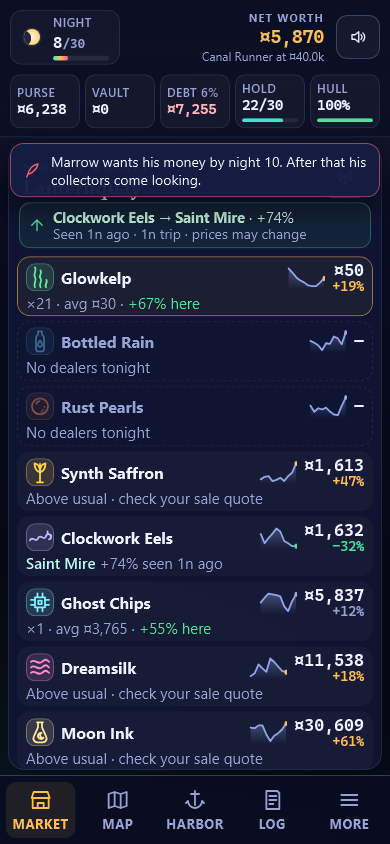 NIGHT
8/30
NET WORTH
¤5,870
Canal Runner at ¤40.0k
PURSE
¤6,238
VAULT
¤0
DEBT 6%
¤7,255
HOLD
22/30
HULL
100%
Marrow wants his money by night 10. After that his
collectors come looking.
Clockwork Eels → Saint Mire · +74%
Seen 1n ago · 1n trip · prices may change
Glowkelp
¤50
+19%
×21 · avg ¤30 · +67% here
Bottled Rain
–
No dealers tonight
Rust Pearls
–
No dealers tonight
Synth Saffron
¤1,613
+47%
Above usual · check your sale quote
Clockwork Eels
¤1,632
−32%
Saint Mire +74% seen 1n ago
Ghost Chips
¤5,837
+12%
×1 · avg ¤3,765 · +55% here
Dreamsilk
¤11,538
+18%
Above usual · check your sale quote
Moon Ink
¤30,609
+61%
Above usual · check your sale quote
MARKET
MAP
HARBOR
LOG
MORE